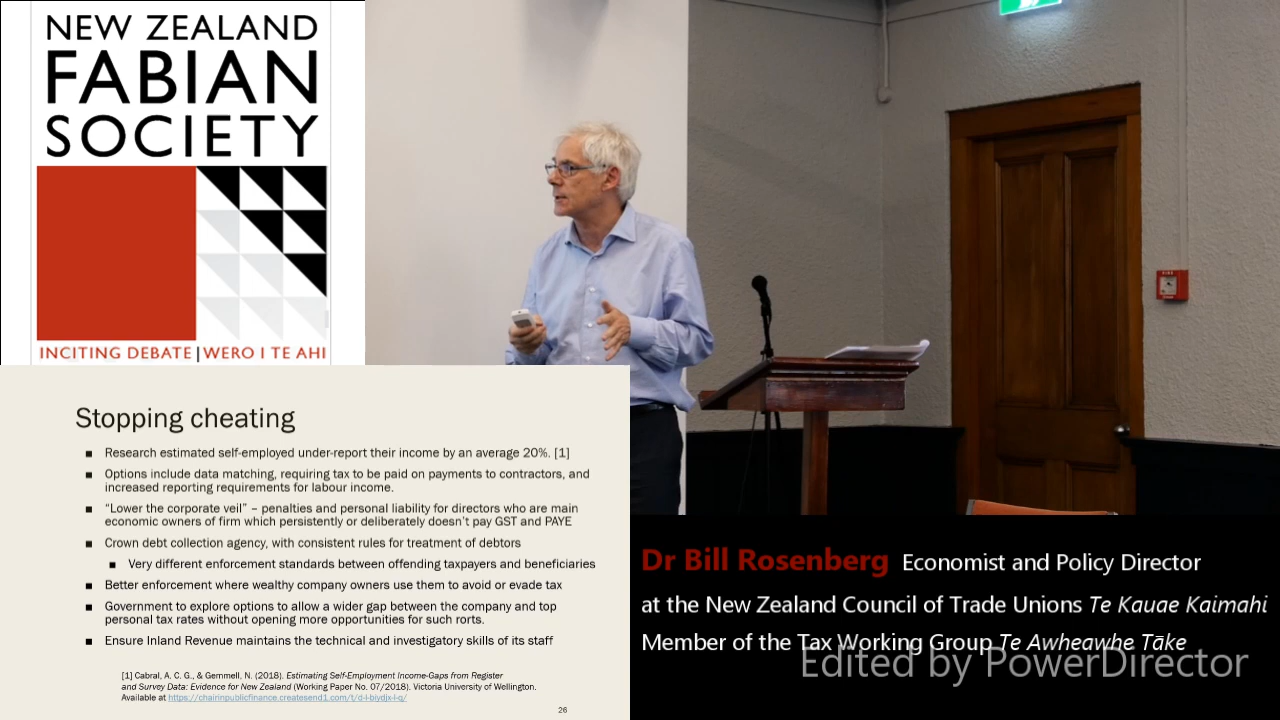 NEW ZEALAND
FABIAN
SOCIETY
INCITING DEBATE | WERO I TE AHI
Stopping cheating
■ Research estimated self-employed under-report their income by an average 20%. [1]
■ Options include data matching, requiring tax to be paid on payments to contractors, and
increased reporting requirements for labour income.
■ “Lower the corporate veil” – penalties and personal liability for directors who are main
economic owners of firm which persistently or deliberately doesn’t pay GST and PAYE
■ Crown debt collection agency, with consistent rules for treatment of debtors
■ Very different enforcement standards between offending taxpayers and beneficiaries
■ Better enforcement where wealthy company owners use them to avoid or evade tax
■ Government to explore options to allow a wider gap between the company and top
personal tax rates without opening more opportunities for such rorts.
■ Ensure Inland Revenue maintains the technical and investigatory skills of its staff
[1] Cabral, A. C. G., & Gemmell, N. (2018). Estimating Self-Employment Income-Gaps from Register
and Survey Data: Evidence for New Zealand (Working Paper No. 07/2018). Victoria University of Wellington.
Available at https://chairinpublicfinance.createsend1.com/t/d-l-biydjx-l-q/
26
FIRE
Dr Bill Rosenberg Economist and Policy Director
at the New Zealand Council of Trade Unions Te Kauae Kaimahi
Member of the Tax Working Group Te Awheawhe Tāke
Edited by PowerDirector